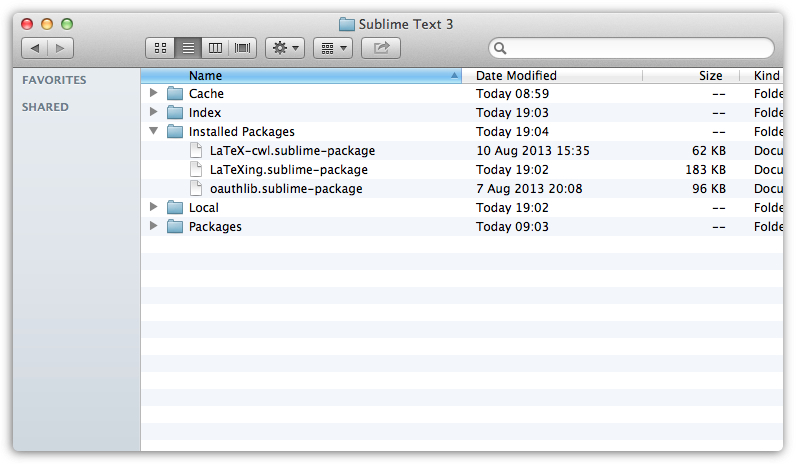 Sublime Text 3
FAVORITES
SHARED
Name Date Modified Size Kind
Cache Today 08:59 -- Folde
Index Today 19:03 -- Folde
Installed Packages Today 19:04 -- Folde
LaTeX-cwl.sublime-package 10 Aug 2013 15:35 62 KB Docu
LaTeXing.sublime-package Today 19:02 183 KB Docu
oauthlib.sublime-package 7 Aug 2013 20:08 96 KB Docu
Local Today 19:02 -- Folde
Packages Today 09:03 -- Folde